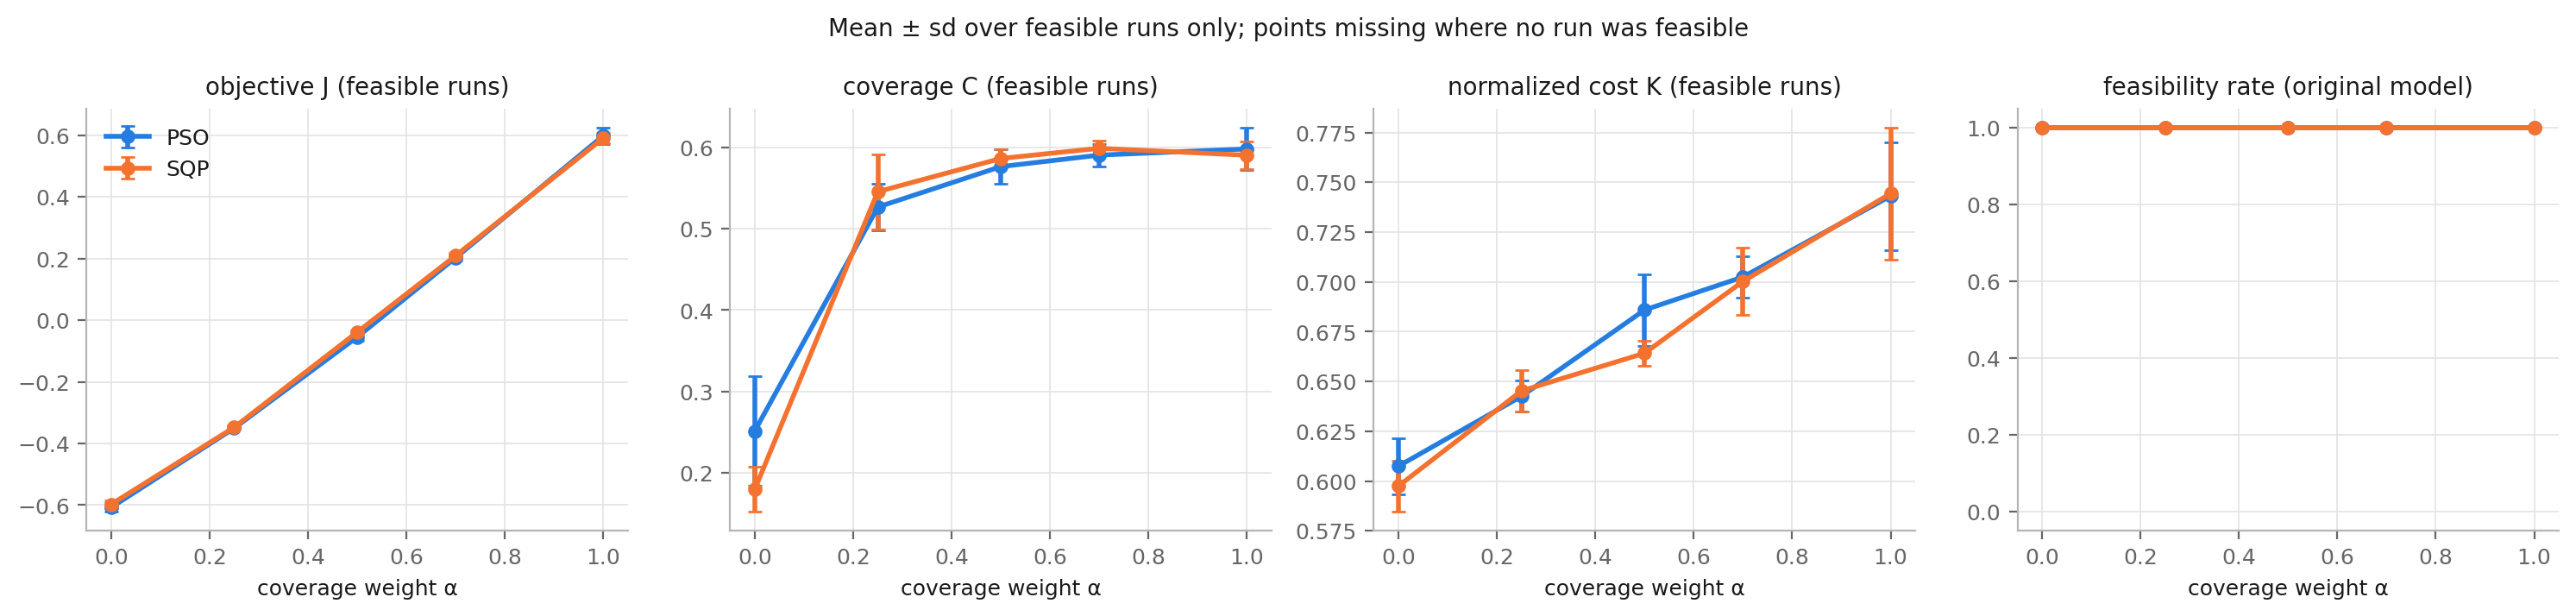 Mean ± sd over feasible runs only; points missing where no run was feasible
objective J (feasible runs)
PSO
SQP
0.6
0.4
0.2
0.0
−0.2
−0.4
−0.6
0.0 0.2 0.4 0.6 0.8 1.0
coverage weight α
coverage C (feasible runs)
0.6
0.5
0.4
0.3
0.2
0.0 0.2 0.4 0.6 0.8 1.0
coverage weight α
normalized cost K (feasible runs)
0.775
0.750
0.725
0.700
0.675
0.650
0.625
0.600
0.575
0.0 0.2 0.4 0.6 0.8 1.0
coverage weight α
feasibility rate (original model)
1.0
0.8
0.6
0.4
0.2
0.0
0.0 0.2 0.4 0.6 0.8 1.0
coverage weight α